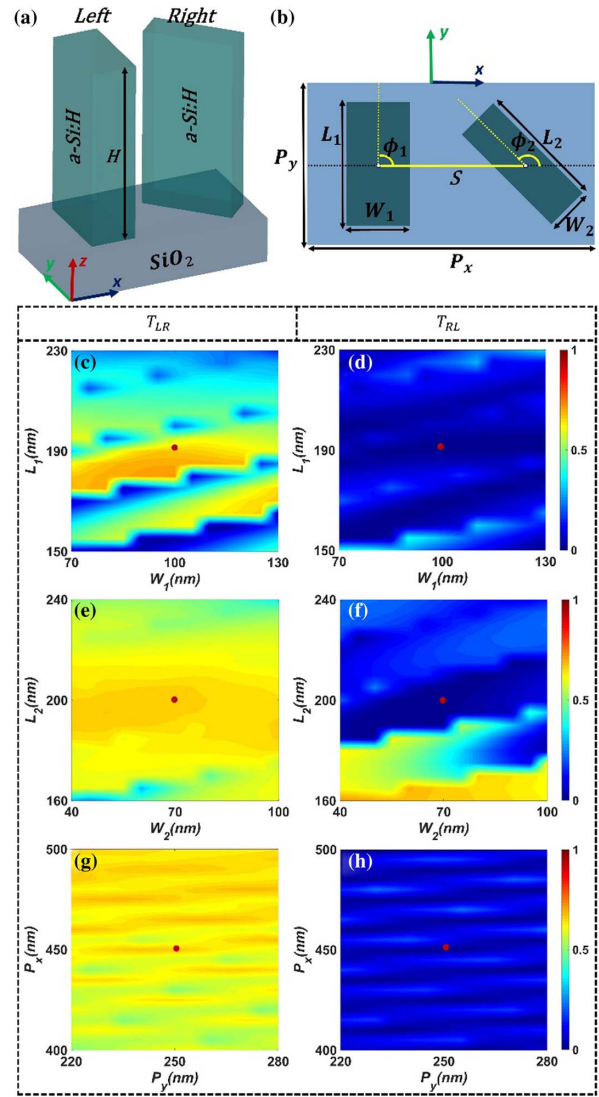 (a)
Left
Right
a-Si:H
a-Si:H
H
SiO2
y
z
x
(b)
y
x
L1
ϕ1
ϕ2
L2
Py
S
W1
W2
Px
TLR
TRL
(c)
230
190
150
L1(nm)
70
100
130
W1(nm)
(d)
230
190
150
L1(nm)
70
100
130
W1(nm)
1
0.5
0
(e)
240
200
160
L2(nm)
40
70
100
W2(nm)
(f)
240
200
160
L2(nm)
40
70
100
W2(nm)
1
0.5
0
(g)
500
450
400
Px(nm)
220
250
280
Py(nm)
(h)
500
450
400
Px(nm)
220
250
280
Py(nm)
1
0.5
0